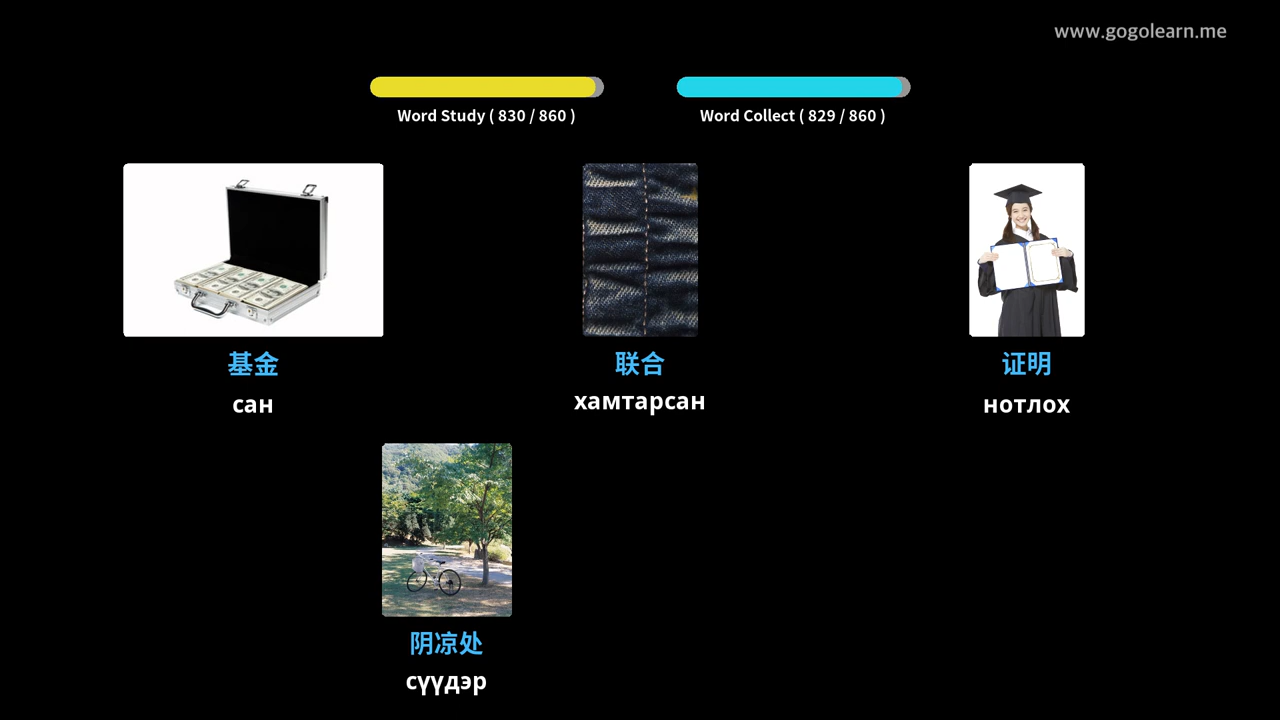 www.gogolearn.me
Word Study ( 830 / 860 )
Word Collect ( 829 / 860 )
基金
сан
联合
хамтарсан
证明
нотлох
阴凉处
сүүдэр